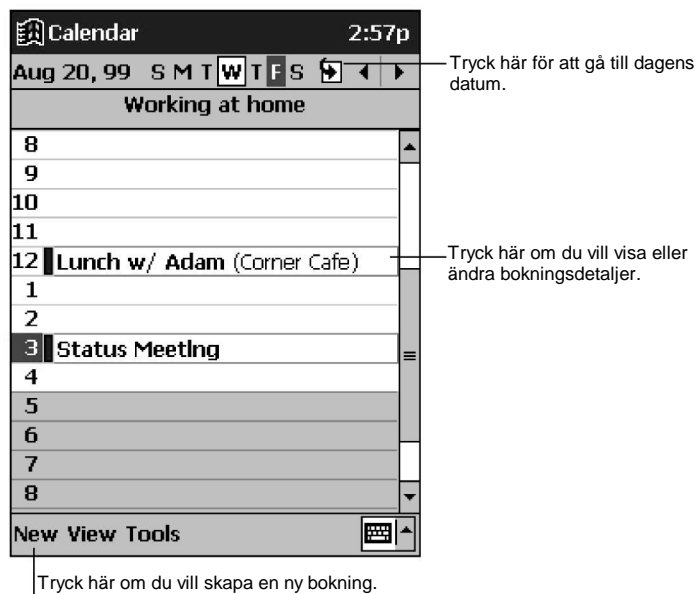 Calendar 2:57p
Aug 20, 99 S M T W T F S
Tryck här för att gå till dagens
datum.
Working at home
8
9
10
11
12 Lunch w/ Adam (Corner Cafe)
Tryck här om du vill visa eller
ändra bokningsdetaljer.
1
2
3 Status Meeting
4
5
6
7
8
New View Tools
Tryck här om du vill skapa en ny bokning.